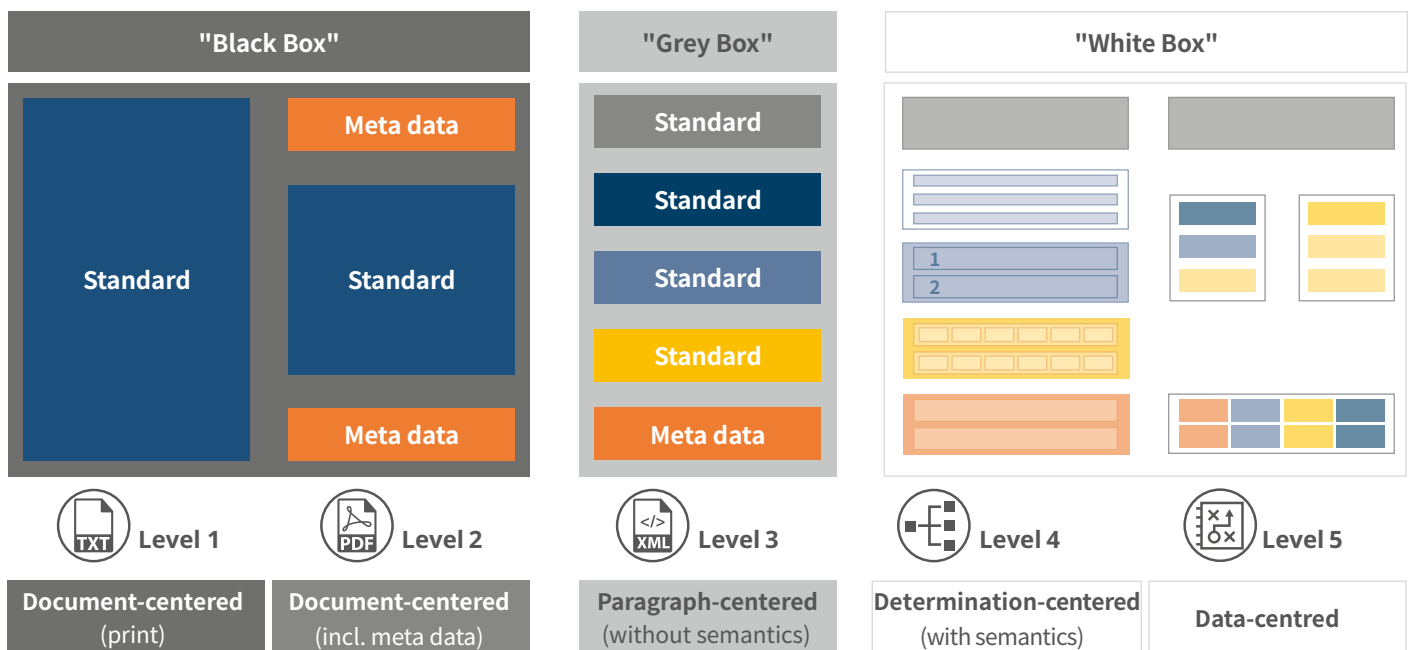 "Black Box"
"Grey Box"
"White Box"
Standard
Meta data
Standard
Meta data
Standard
Standard
Standard
Standard
Meta data
1
2
TXT
Level 1
PDF
Level 2
</>
XML
Level 3
Level 4
Level 5
Document-centered
(print)
Document-centered
(incl. meta data)
Paragraph-centered
(without semantics)
Determination-centered
(with semantics)
Data-centred